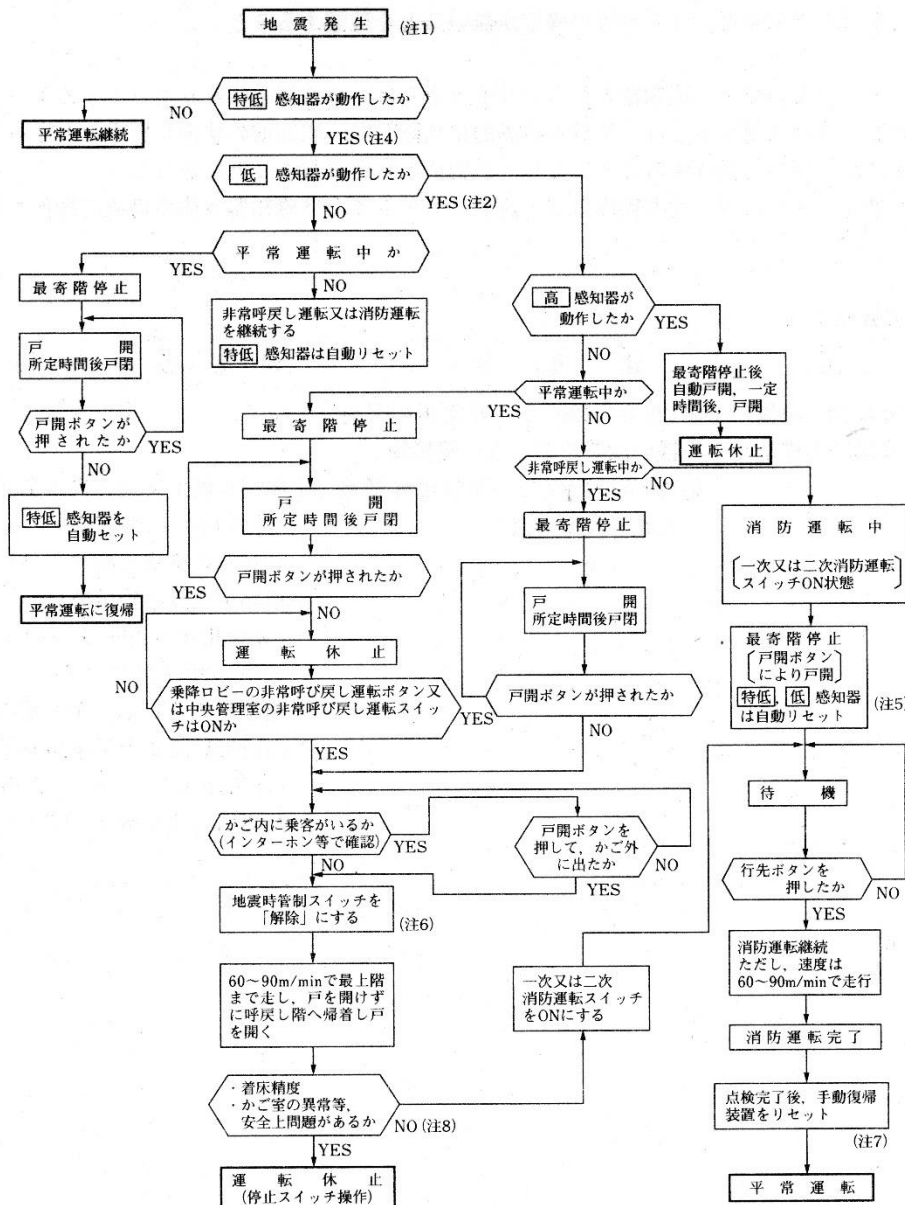 地震発生
(注1)
特低 感知器が動作したか
NO
平常運転継続
YES(注4)
低 感知器が動作したか
YES(注2)
NO
平常運転中か
YES
NO
最寄階停止
非常呼戻し運転又は消防運転
を継続する
特低 感知器は自動リセット
高 感知器が
動作したか
YES
NO
戸開
所定時間後戸閉
最寄階停止後
自動戸開、一定
時間後、戸開
運転休止
戸開ボタンが
押されたか
YES
NO
特低 感知器を
自動セット
平常運転に復帰
平常運転中か
YES
NO
最寄階停止
戸開
所定時間後戸閉
戸開ボタンが押されたか
YES
NO
運転休止
乗降ロビーの非常呼び戻し運転ボタン又
は中央管理室の非常呼び戻し運転スイッ
チはONか
NO
YES
非常呼戻し運転中か
NO
YES
最寄階停止
戸開
所定時間後戸閉
戸開ボタンが押されたか
YES
NO
消防運転中
一次又は二次消防運転
スイッチON状態
最寄階停止
戸開ボタン
により戸開
特低, 低 感知器
は自動リセット
(注5)
待機
行先ボタンを
押したか
NO
YES
消防運転継続
ただし、速度は
60〜90m/minで走行
消防運転完了
点検完了後、手動復帰
装置をリセット
(注7)
平常運転
かご内に乗客がいるか
(インターホン等で確認)
YES
NO
戸開ボタンを
押して、かご外
に出たか
NO
YES
地震時管制スイッチを
「解除」にする
(注6)
60〜90m/minで最上階
まで走し、戸を開けず
に呼戻し階へ帰着し戸
を開く
一次又は二次
消防運転スイッチ
をONにする
・着床精度
・かご室の異常等、
安全上問題があるか
NO(注8)
YES
運転休止
(停止スイッチ操作)